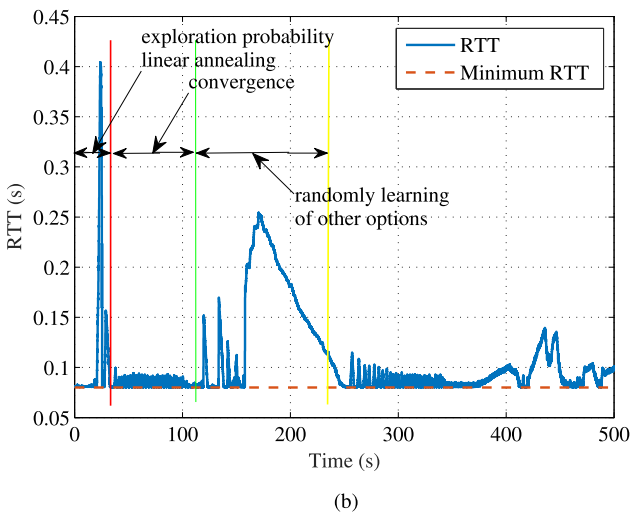 exploration probability
linear annealing
convergence
RTT
Minimum RTT
randomly learning
of other options
0.45
0.4
0.35
0.3
0.25
0.2
0.15
0.1
0.05
RTT (s)
0
100
200
300
400
500
Time (s)
(b)